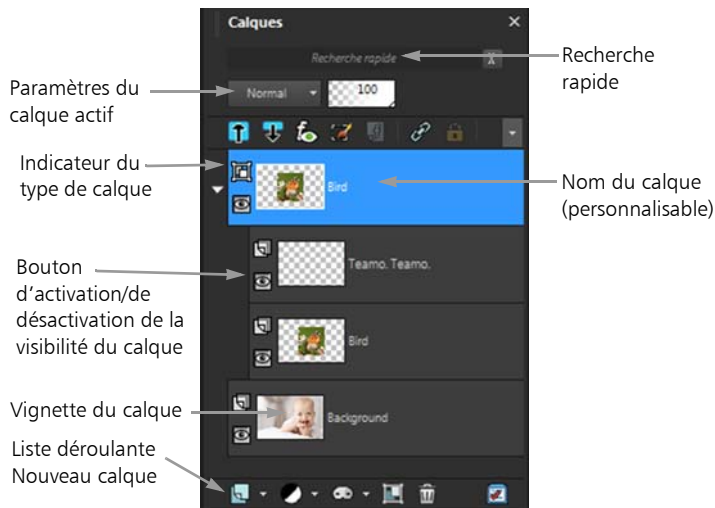 Calques
Recherche rapide
X
Recherche
rapide
Paramètres du
calque actif
Normal
100
Indicateur du
type de calque
Bird
Nom du calque
(personnalisable)
Bouton
d’activation/de
désactivation de la
visibilité du calque
Teamo. Teamo.
Bird
Vignette du calque
Background
Liste déroulante
Nouveau calque